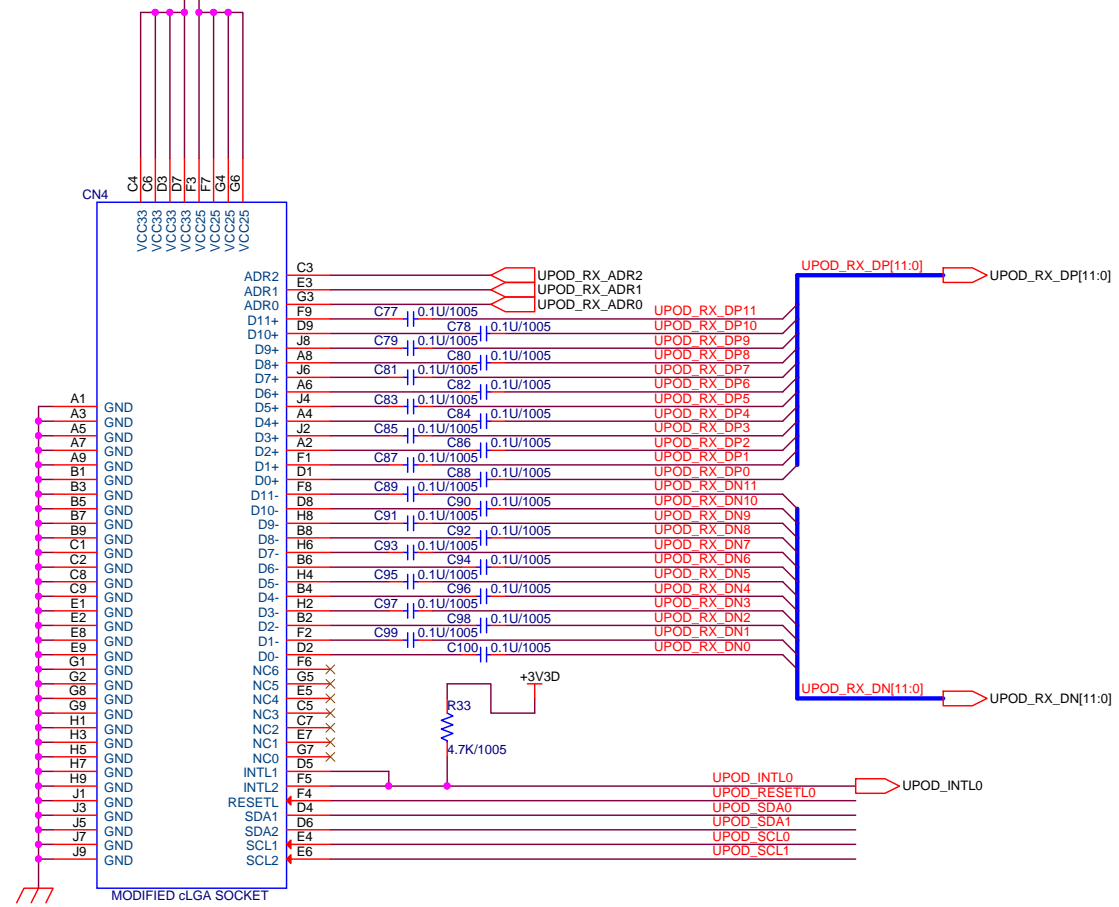 C4 C6 D3 D7 F3 F7 G4 G6
CN4
VCC33 VCC33 VCC33 VCC33 VCC25 VCC25 VCC25 VCC25
ADR2 C3 UPOD_RX_ADR2
ADR1 E3 UPOD_RX_ADR1
ADR0 G3 UPOD_RX_ADR0
UPOD_RX_DP[11:0] UPOD_RX_DP[11:0]
D11+ F9 C77 0.1U/1005 UPOD_RX_DP11
D10+ D9 C78 0.1U/1005 UPOD_RX_DP10
D9+ J8 C79 0.1U/1005 UPOD_RX_DP9
D8+ A8 C80 0.1U/1005 UPOD_RX_DP8
D7+ J6 C81 0.1U/1005 UPOD_RX_DP7
D6+ A6 C82 0.1U/1005 UPOD_RX_DP6
A1 GND D5+ J4 C83 0.1U/1005 UPOD_RX_DP5
A3 GND D4+ A4 C84 0.1U/1005 UPOD_RX_DP4
A5 GND D3+ J2 C85 0.1U/1005 UPOD_RX_DP3
A7 GND D2+ A2 C86 0.1U/1005 UPOD_RX_DP2
A9 GND D1+ F1 C87 0.1U/1005 UPOD_RX_DP1
B1 GND D0+ D1 C88 0.1U/1005 UPOD_RX_DP0
B3 GND D11- F8 C89 0.1U/1005 UPOD_RX_DN11
B5 GND D10- D8 C90 0.1U/1005 UPOD_RX_DN10
B7 GND D9- H8 C91 0.1U/1005 UPOD_RX_DN9
B9 GND D8- B8 C92 0.1U/1005 UPOD_RX_DN8
C1 GND D7- H6 C93 0.1U/1005 UPOD_RX_DN7
C2 GND D6- B6 C94 0.1U/1005 UPOD_RX_DN6
C8 GND D5- H4 C95 0.1U/1005 UPOD_RX_DN5
C9 GND D4- B4 C96 0.1U/1005 UPOD_RX_DN4
E1 GND D3- H2 C97 0.1U/1005 UPOD_RX_DN3
E2 GND D2- B2 C98 0.1U/1005 UPOD_RX_DN2
E8 GND D1- F2 C99 0.1U/1005 UPOD_RX_DN1
E9 GND D0- D2 C100 0.1U/1005 UPOD_RX_DN0
G1 GND NC6 F6
G2 GND NC5 G5 +3V3D UPOD_RX_DN[11:0] UPOD_RX_DN[11:0]
G8 GND NC4 E5
G9 GND NC3 C5 R33
H1 GND NC2 C7
H3 GND NC1 E7
H5 GND NC0 G7 4.7K/1005
H7 GND INTL1 D5
H9 GND INTL2 F5 UPOD_INTL0 UPOD_INTL0
J1 GND RESETL F4 UPOD_RESETL0
J3 GND SDA1 D4 UPOD_SDA0
J5 GND SDA2 D6 UPOD_SDA1
J7 GND SCL1 E4 UPOD_SCL0
J9 GND SCL2 E6 UPOD_SCL1
MODIFIED cLGA SOCKET